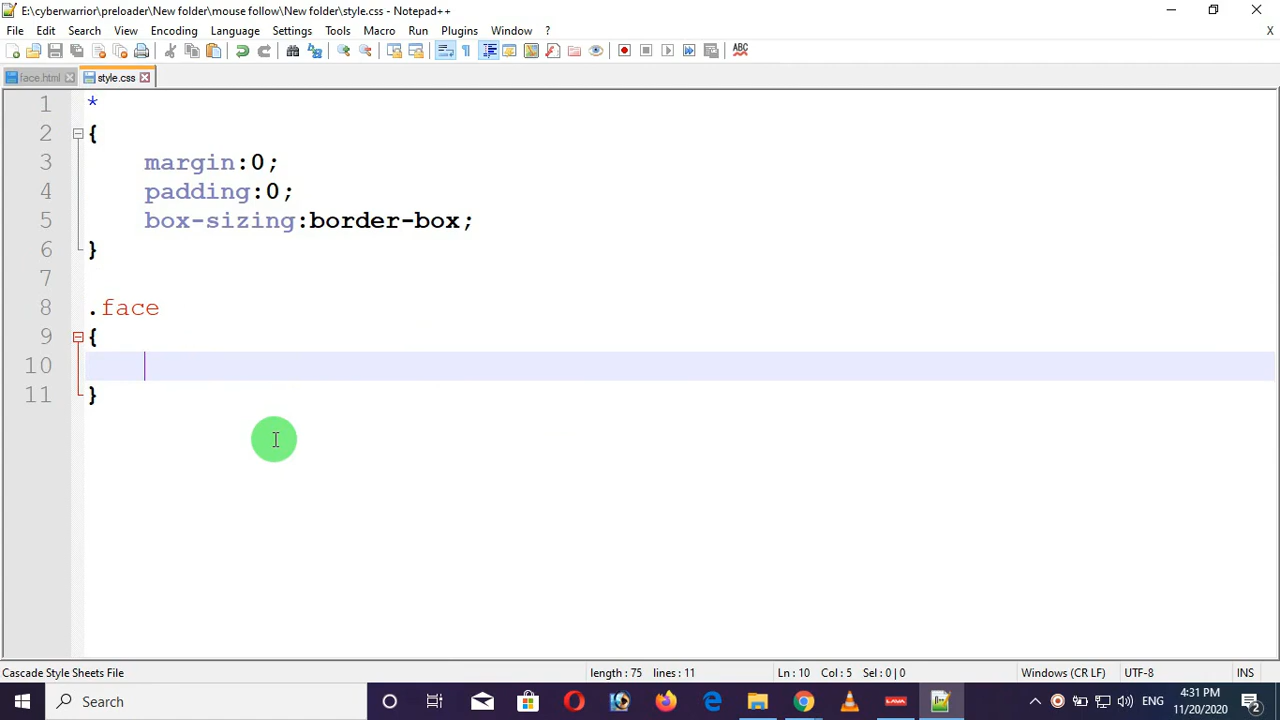 E:\cyberwarrior\preloader\New folder\mouse follow\New folder\style.css - Notepad++
File Edit Search View Encoding Language Settings Tools Macro Run Plugins Window ? X
ABC
face.html style.css
1 *
2 {
3 margin:0;
4 padding:0;
5 box-sizing:border-box;
6 }
7
8 .face
9 {
10
11 }
Cascade Style Sheets File length : 75 lines : 11 Ln : 10 Col : 5 Sel : 0 | 0 Windows (CR LF) UTF-8 INS
Search LAVA ENG 4:31 PM
11/20/2020 2